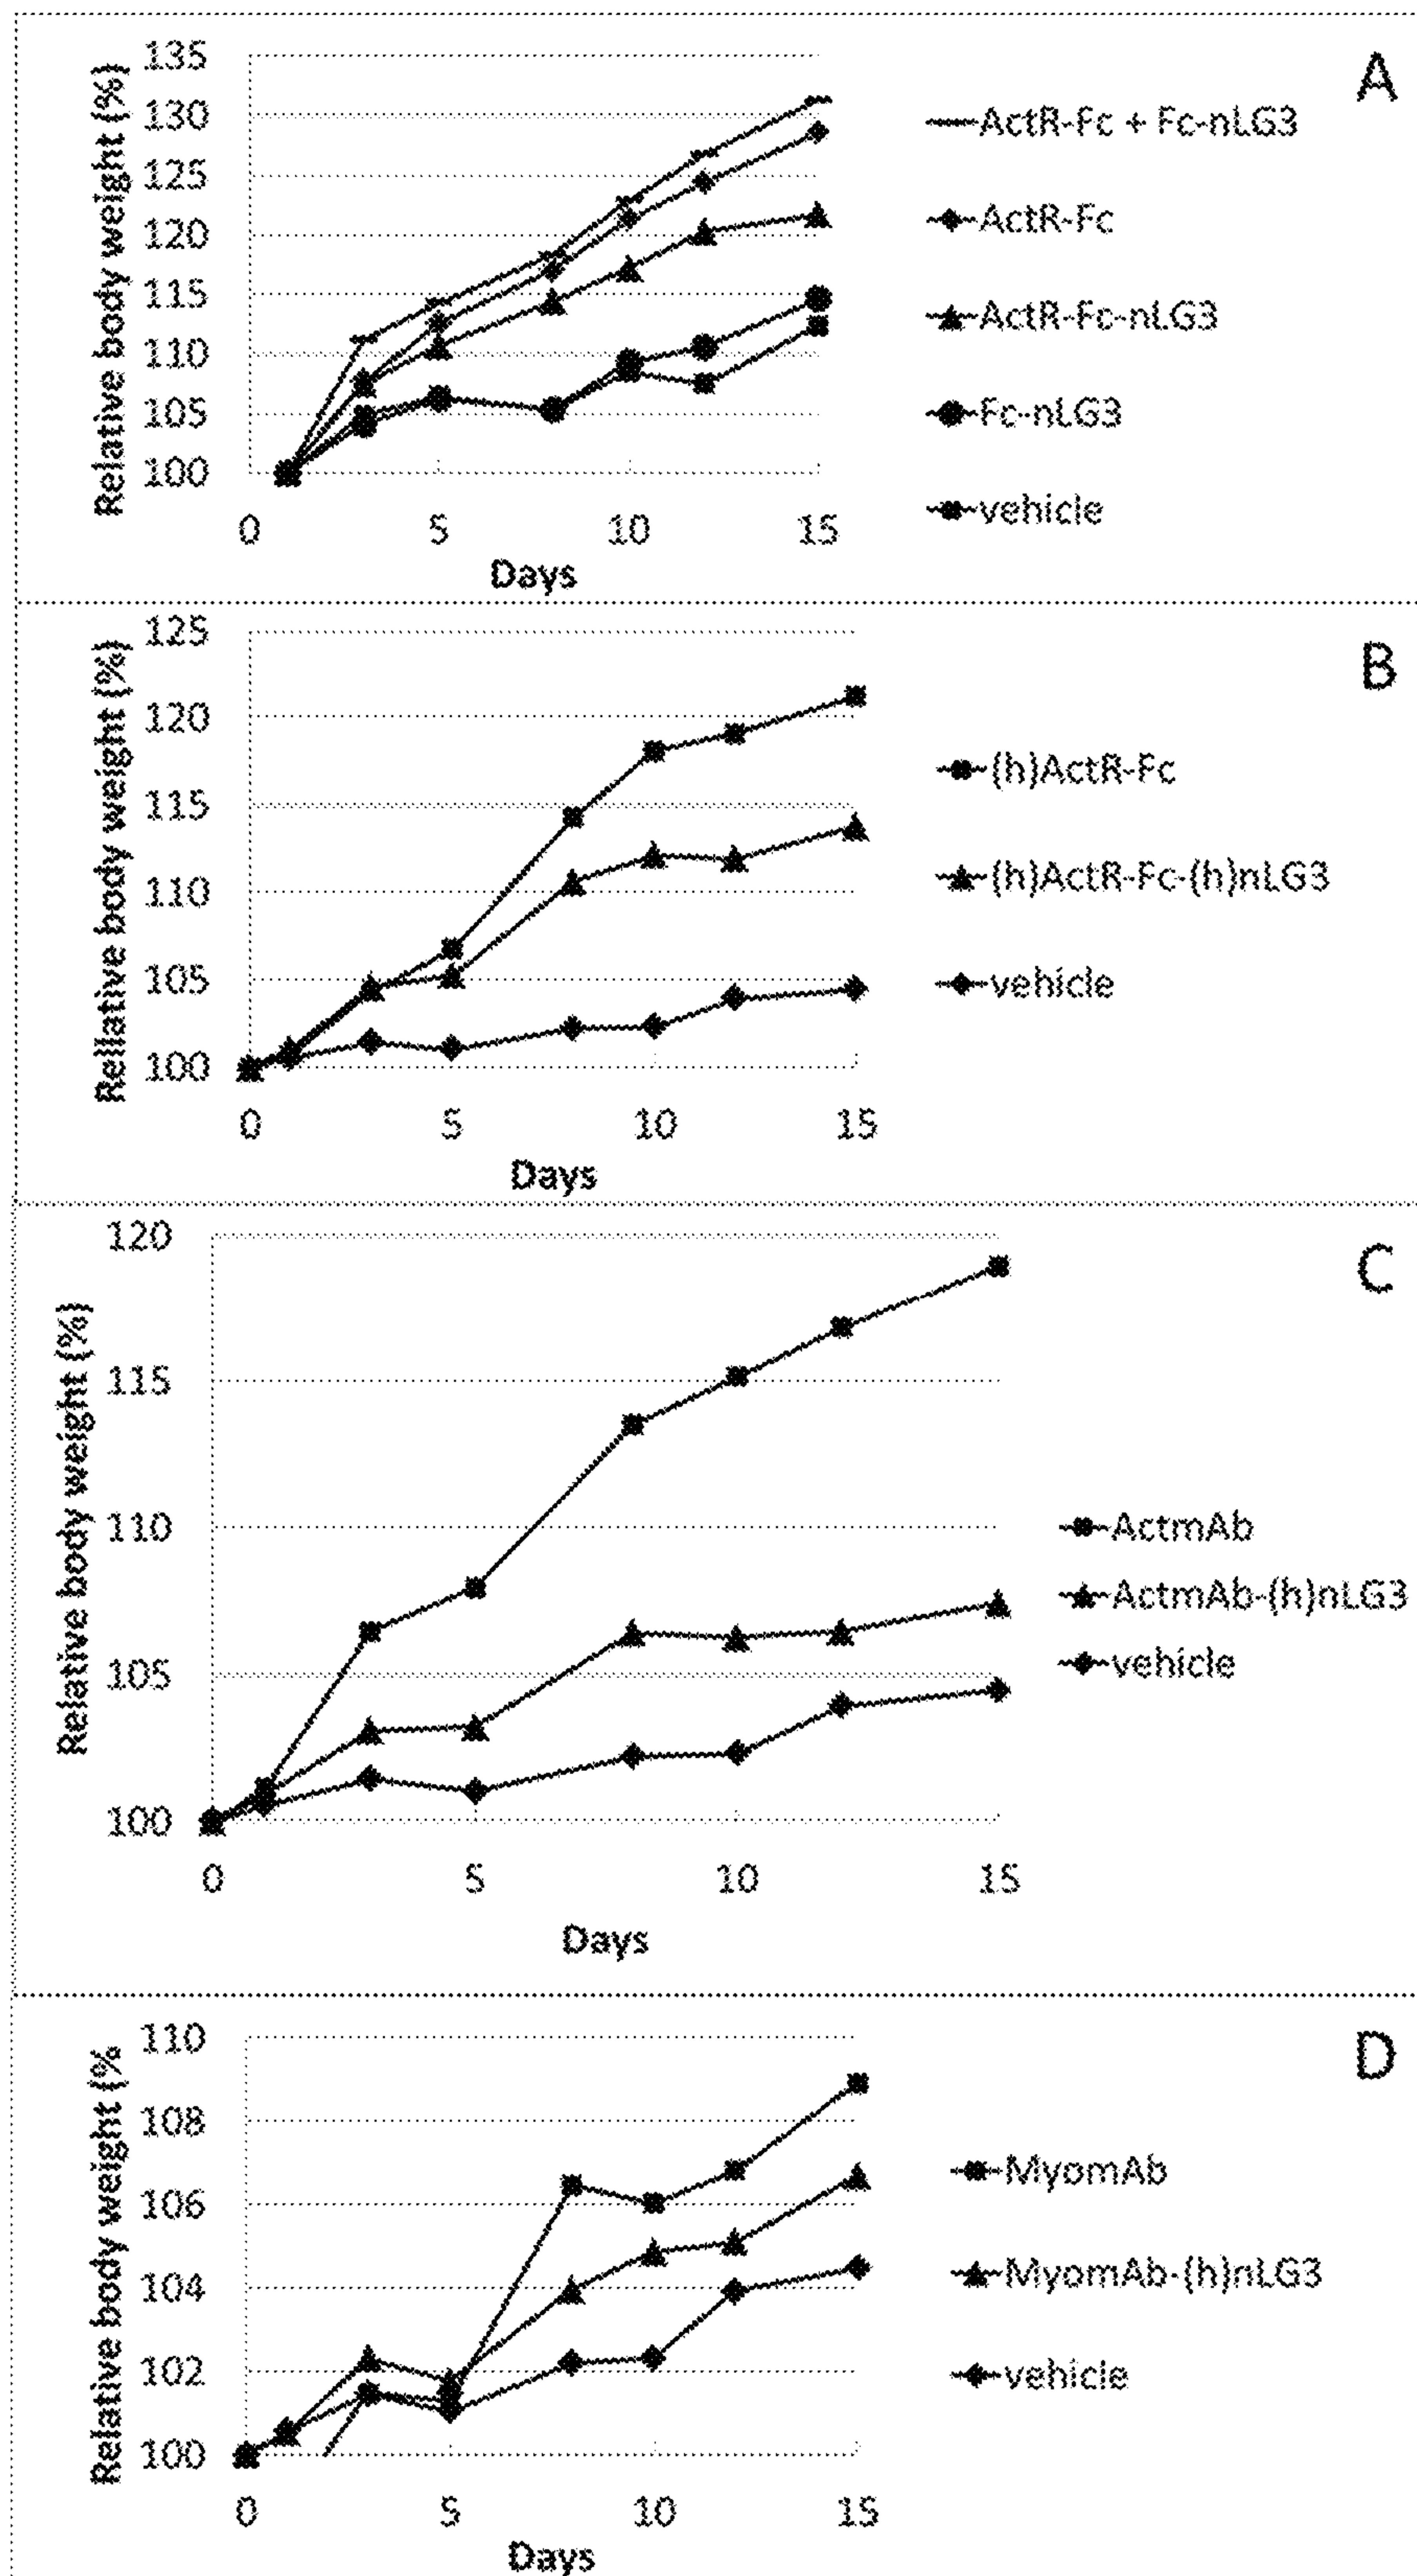 A
Relative body weight (%)
135
130
125
120
115
110
105
100
0 5 10 15
Days
ActR-Fc + Fc-nLG3
ActR-Fc
ActR-Fc-nLG3
Fc-nLG3
vehicle
B
Rellative body weight (%)
125
120
115
110
105
100
0 5 10 15
Days
(h)ActR-Fc
(h)ActR-Fc-(h)nLG3
vehicle
C
Relative body weight (%)
120
115
110
105
100
0 5 10 15
Days
ActmAb
ActmAb-(h)nLG3
vehicle
D
Relative body weight (%
110
108
106
104
102
100
0 5 10 15
Days
MyomAb
MyomAb-(h)nLG3
vehicle